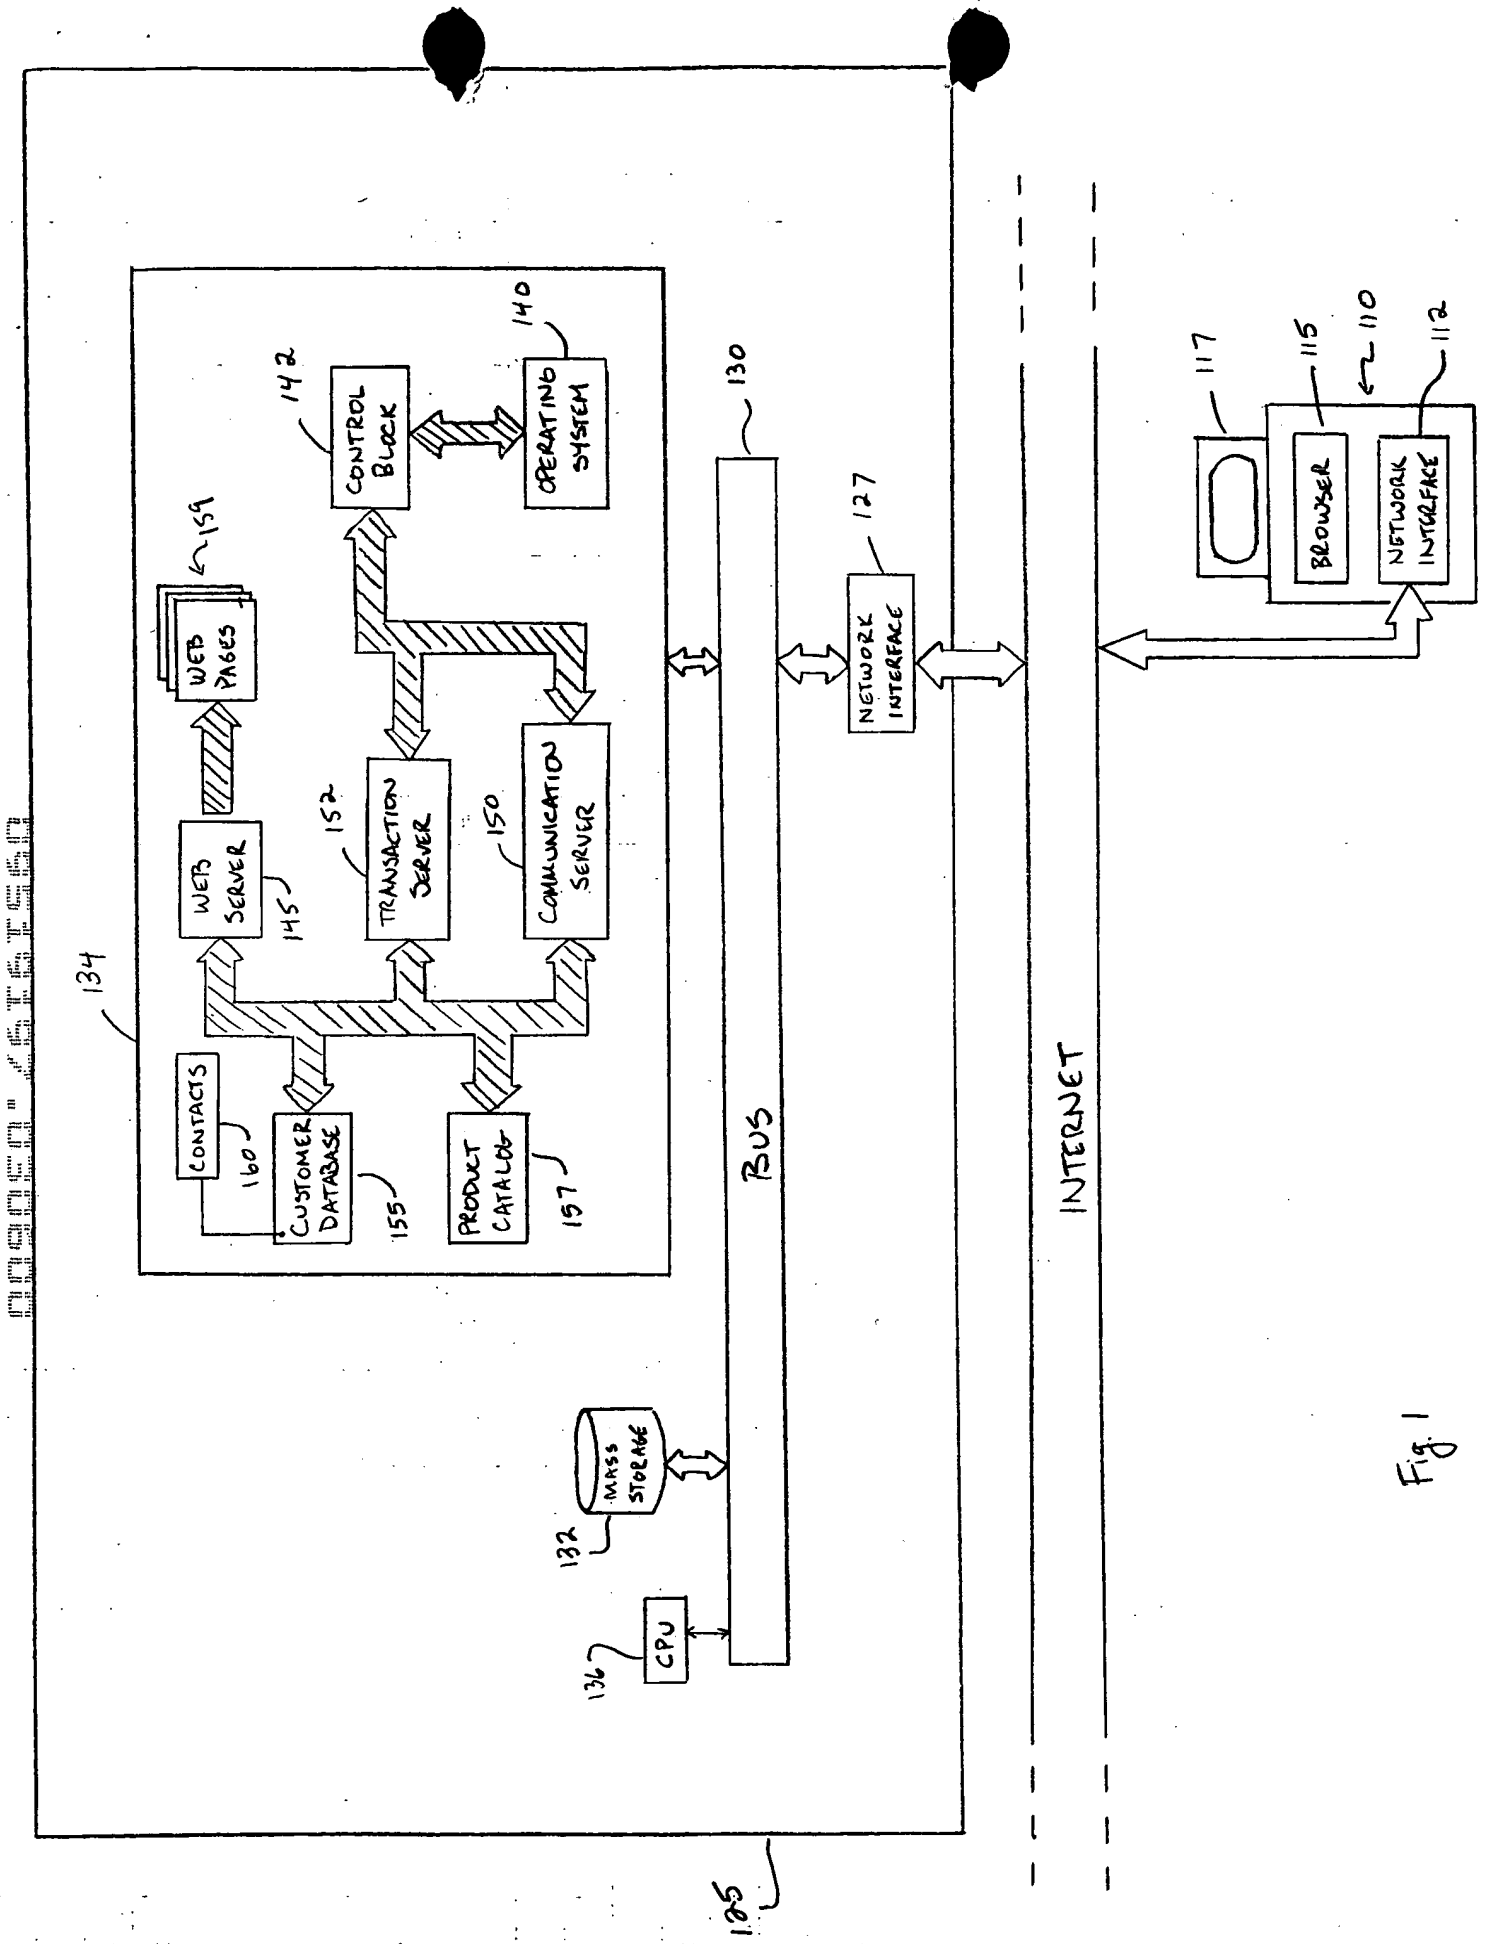 134
CONTACTS
160
CUSTOMER
DATABASE
155
PRODUCT
CATALOG
157
WEB
SERVER
145
WEB
PAGES
159
152
TRANSACTION
SERVER
150
COMMUNICATION
SERVER
142
CONTROL
BLOCK
140
OPERATING
SYSTEM
132
MASS
STORAGE
136
CPU
BUS
130
127
NETWORK
INTERFACE
125
INTERNET
117
BROWSER
115
110
NETWORK
INTERFACE
112
Fig. 1